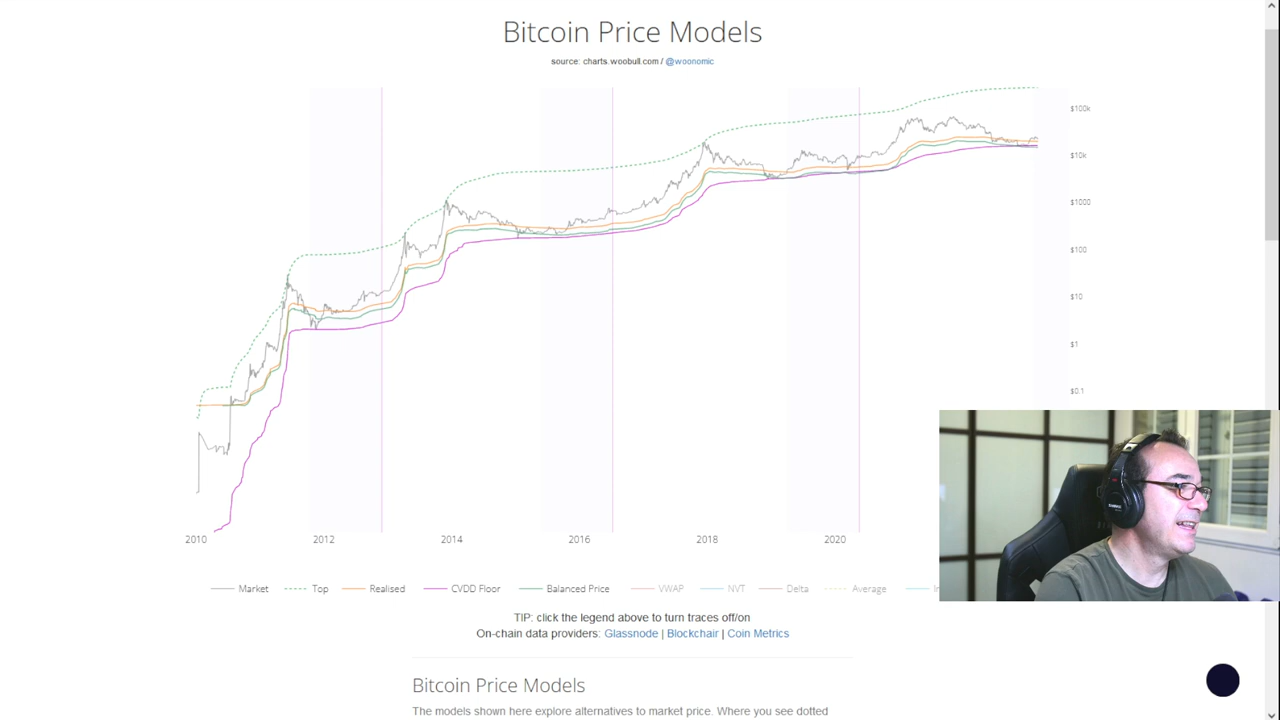 Bitcoin Price Models
source: charts.woobull.com / @woonomic
$100k
$10k
$1000
$100
$10
$1
$0.1
2010 2012 2014 2016 2018 2020
Market Top Realised CVDD Floor Balanced Price VWAP NVT Delta Average
TIP: click the legend above to turn traces off/on
On-chain data providers: Glassnode | Blockchair | Coin Metrics
Bitcoin Price Models
The models shown here explore alternatives to market price. Where you see dotted